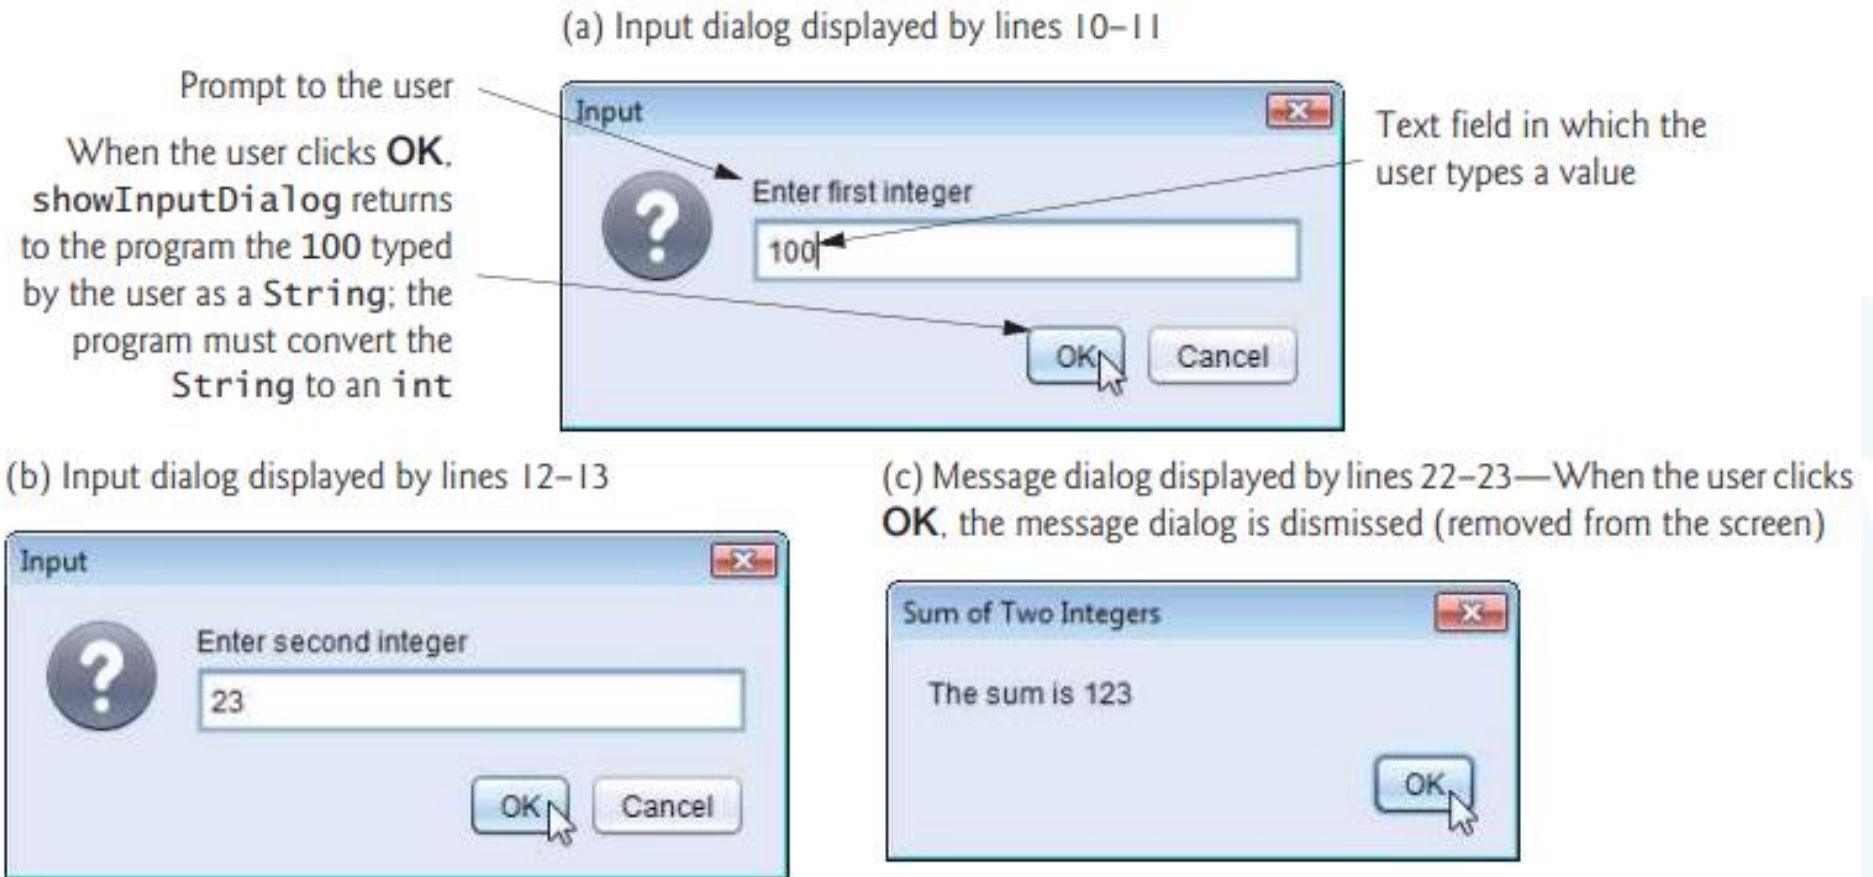 (a) Input dialog displayed by lines 10–11
Prompt to the user
When the user clicks OK,
showInputDialog returns
to the program the 100 typed
by the user as a String; the
program must convert the
String to an int
Input
Enter first integer
100
OK
Cancel
Text field in which the
user types a value
(b) Input dialog displayed by lines 12–13
Input
Enter second integer
23
OK
Cancel
(c) Message dialog displayed by lines 22–23—When the user clicks
OK, the message dialog is dismissed (removed from the screen)
Sum of Two Integers
The sum is 123
OK